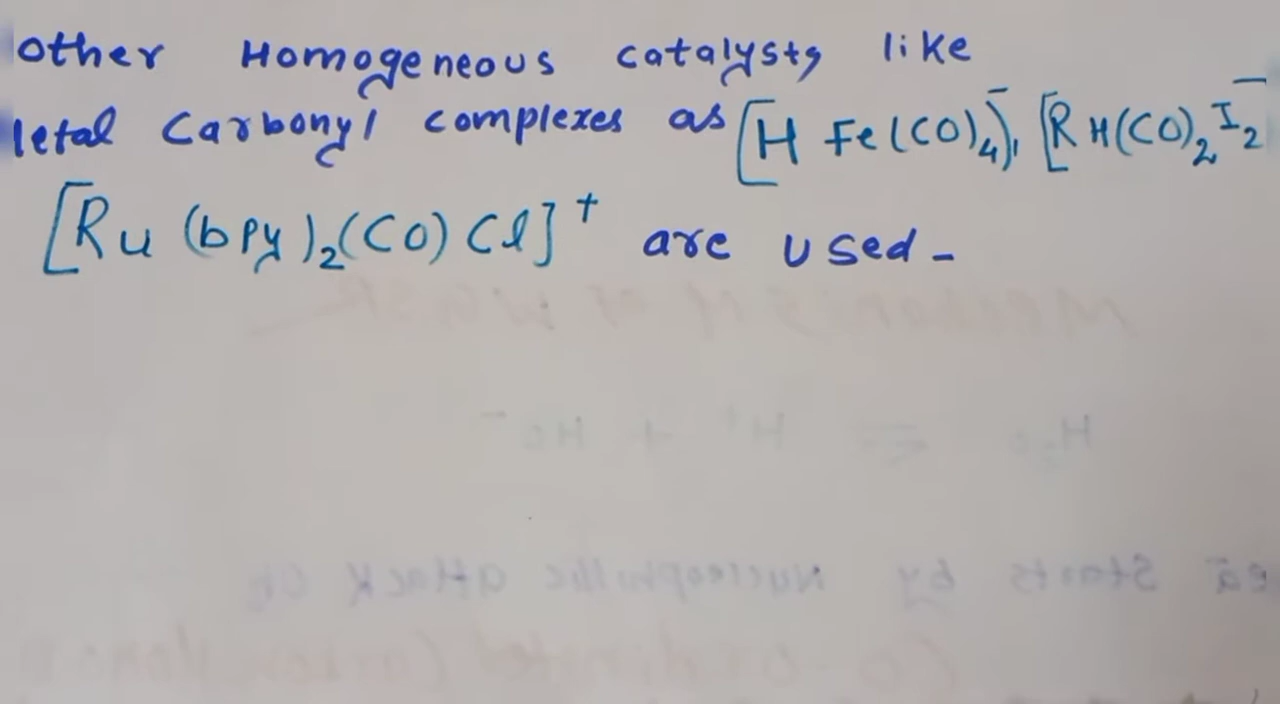 other Homogeneous catalysts like
letal Carbonyl complexes as [H Fe(CO)₄]⁻, [RH(CO)₂I₂⁻
[Ru (bpy)₂(CO)Cl]⁺ are used -